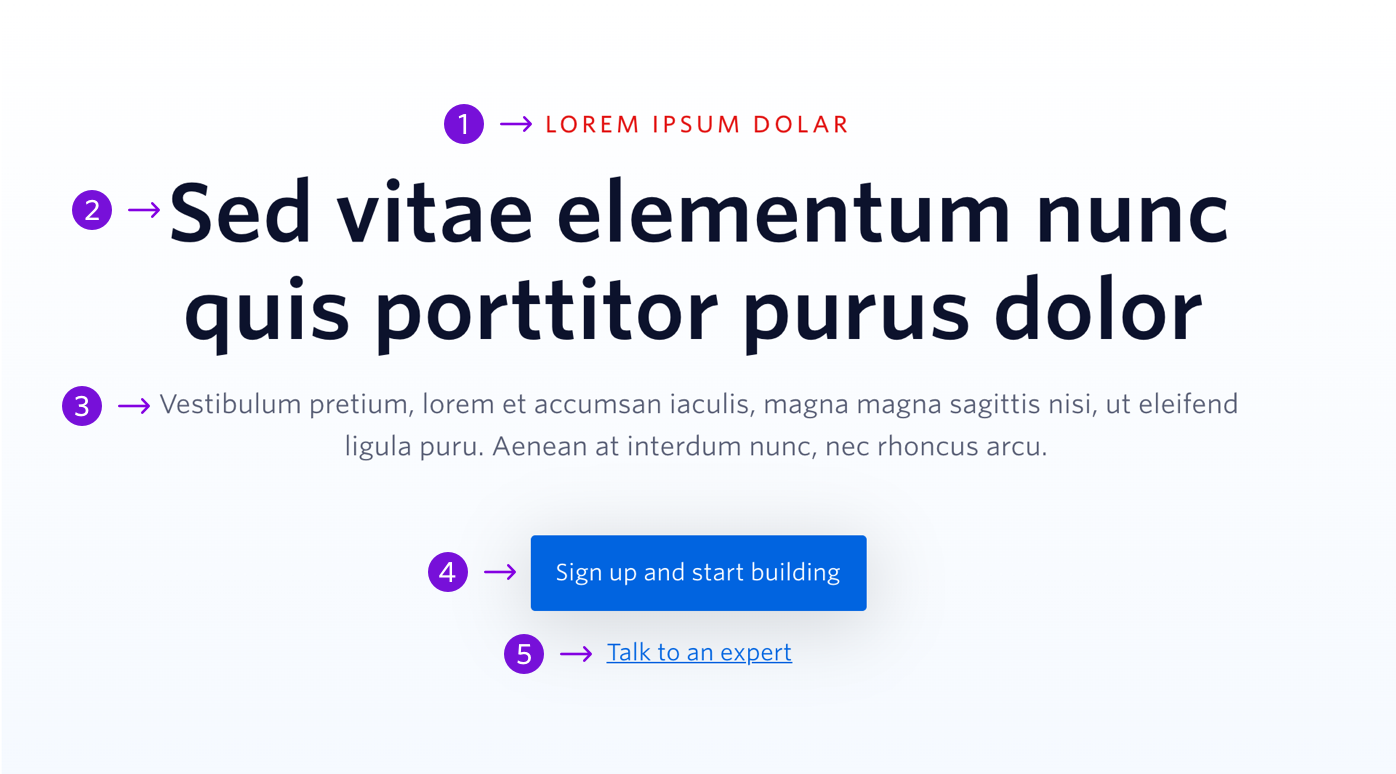 1 → LOREM IPSUM DOLAR
2 → Sed vitae elementum nunc
quis porttitor purus dolor
3 → Vestibulum pretium, lorem et accumsan iaculis, magna magna sagittis nisi, ut eleifend
ligula puru. Aenean at interdum nunc, nec rhoncus arcu.
4 → Sign up and start building
5 → Talk to an expert